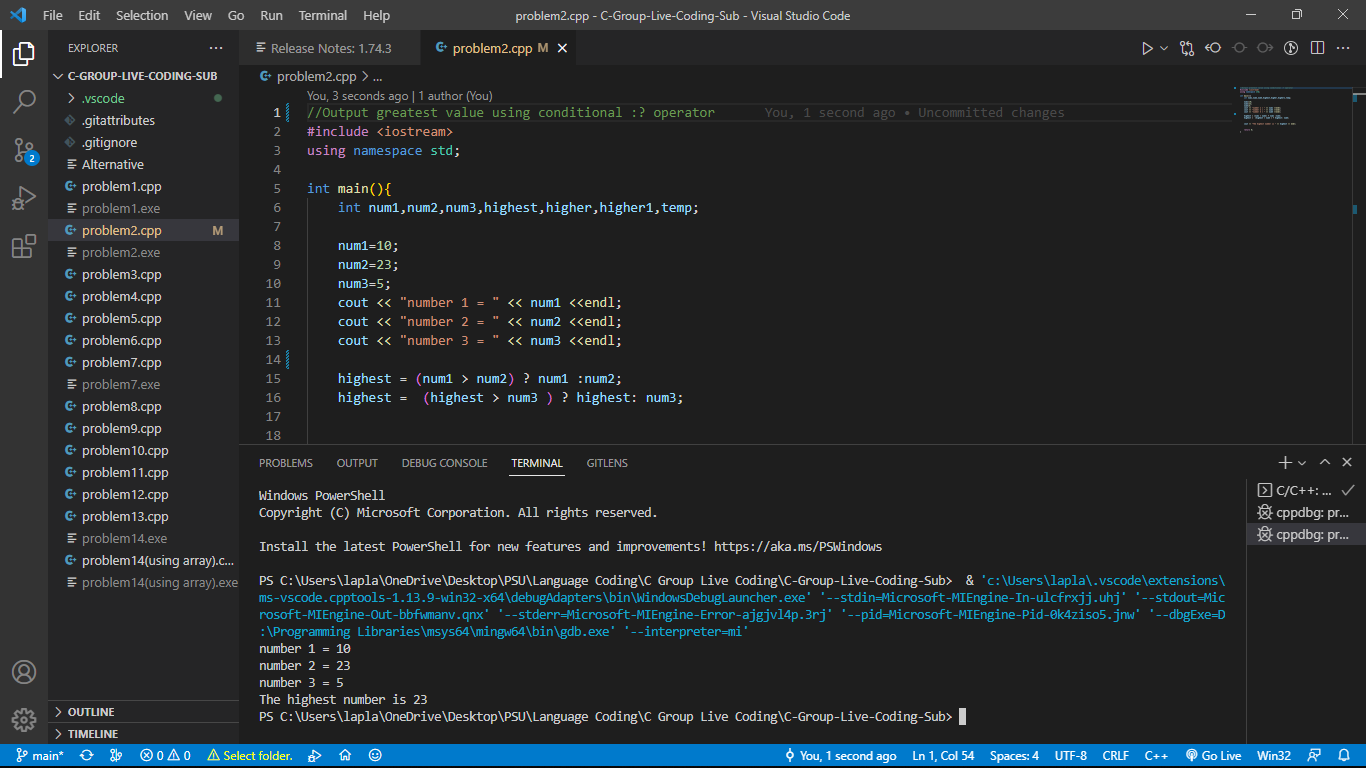 File Edit Selection View Go Run Terminal Help
problem2.cpp - C-Group-Live-Coding-Sub - Visual Studio Code
EXPLORER
C-GROUP-LIVE-CODING-SUB
.vscode
.gitattributes
.gitignore
Alternative
problem1.cpp
problem1.exe
problem2.cpp M
problem2.exe
problem3.cpp
problem4.cpp
problem5.cpp
problem6.cpp
problem7.cpp
problem7.exe
problem8.cpp
problem9.cpp
problem10.cpp
problem11.cpp
problem12.cpp
problem13.cpp
problem14.exe
problem14(using array).c...
problem14(using array).exe
OUTLINE
TIMELINE
2
Release Notes: 1.74.3
problem2.cpp M
problem2.cpp > ...
You, 3 seconds ago | 1 author (You)
1 //Output greatest value using conditional :? operator You, 1 second ago • Uncommitted changes
2 #include <iostream>
3 using namespace std;
4
5 int main(){
6 int num1,num2,num3,highest,higher,higher1,temp;
7
8 num1=10;
9 num2=23;
10 num3=5;
11 cout << "number 1 = " << num1 <<endl;
12 cout << "number 2 = " << num2 <<endl;
13 cout << "number 3 = " << num3 <<endl;
14
15 highest = (num1 > num2) ? num1 :num2;
16 highest =  (highest > num3 ) ? highest: num3;
17
18
PROBLEMS OUTPUT DEBUG CONSOLE TERMINAL GITLENS
C/C++: ...
cppdbg: pr...
cppdbg: pr...
Windows PowerShell
Copyright (C) Microsoft Corporation. All rights reserved.
Install the latest PowerShell for new features and improvements! https://aka.ms/PSWindows
PS C:\Users\lapla\OneDrive\Desktop\PSU\Language Coding\C Group Live Coding\C-Group-Live-Coding-Sub>  & 'c:\Users\lapla\.vscode\extensions\
ms-vscode.cpptools-1.13.9-win32-x64\debugAdapters\bin\WindowsDebugLauncher.exe' '--stdin=Microsoft-MIEngine-In-ulcfrxjj.uhj' '--stdout=Mic
rosoft-MIEngine-Out-bbfwmanv.qnx' '--stderr=Microsoft-MIEngine-Error-ajgjvl4p.3rj' '--pid=Microsoft-MIEngine-Pid-0k4ziso5.jnw' '--dbgExe=D
:\Programming Libraries\msys64\mingw64\bin\gdb.exe' '--interpreter=mi'
number 1 = 10
number 2 = 23
number 3 = 5
The highest number is 23
PS C:\Users\lapla\OneDrive\Desktop\PSU\Language Coding\C Group Live Coding\C-Group-Live-Coding-Sub>
main* 0 0 Select folder. You, 1 second ago Ln 1, Col 54 Spaces: 4 UTF-8 CRLF C++ Go Live Win32